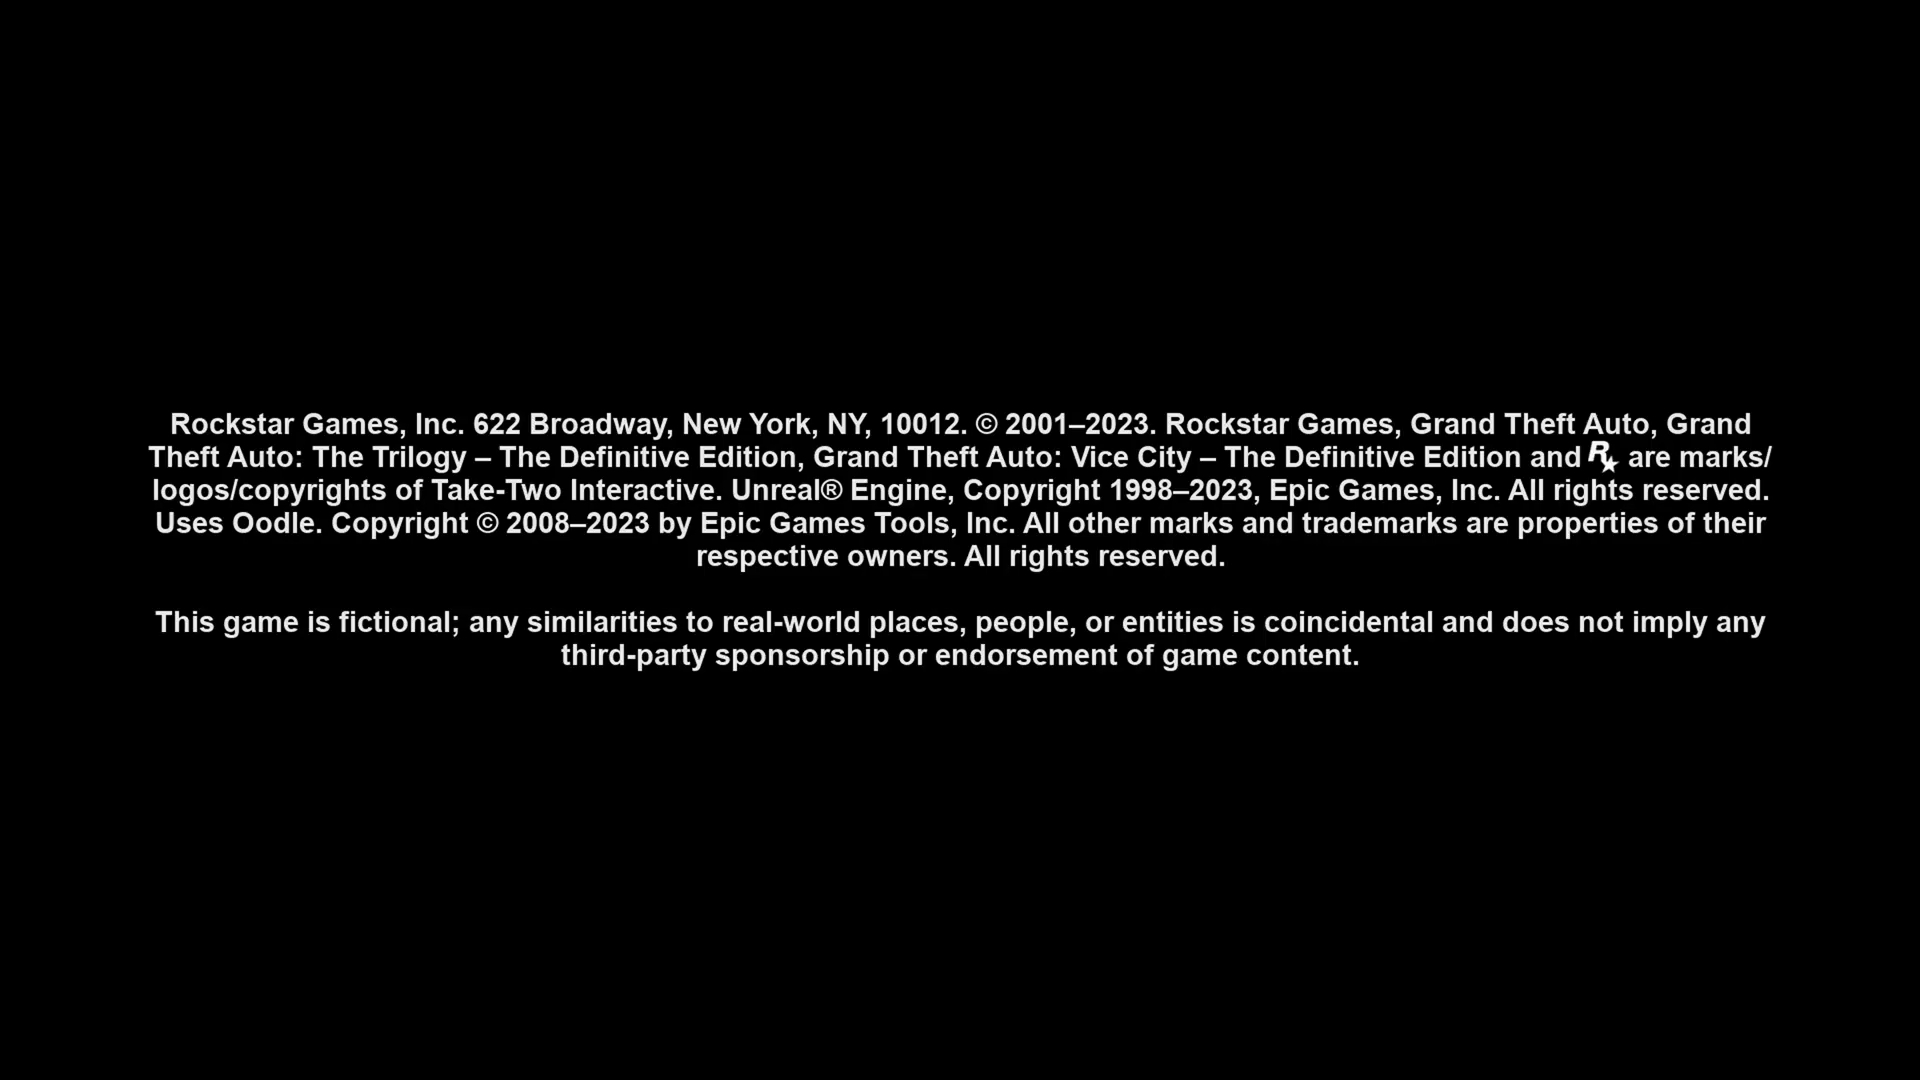 Rockstar Games, Inc. 622 Broadway, New York, NY, 10012. © 2001–2023. Rockstar Games, Grand Theft Auto, Grand
Theft Auto: The Trilogy – The Definitive Edition, Grand Theft Auto: Vice City – The Definitive Edition and R★ are marks/
logos/copyrights of Take-Two Interactive. Unreal® Engine, Copyright 1998–2023, Epic Games, Inc. All rights reserved.
Uses Oodle. Copyright © 2008–2023 by Epic Games Tools, Inc. All other marks and trademarks are properties of their
respective owners. All rights reserved.
This game is fictional; any similarities to real-world places, people, or entities is coincidental and does not imply any
third-party sponsorship or endorsement of game content.